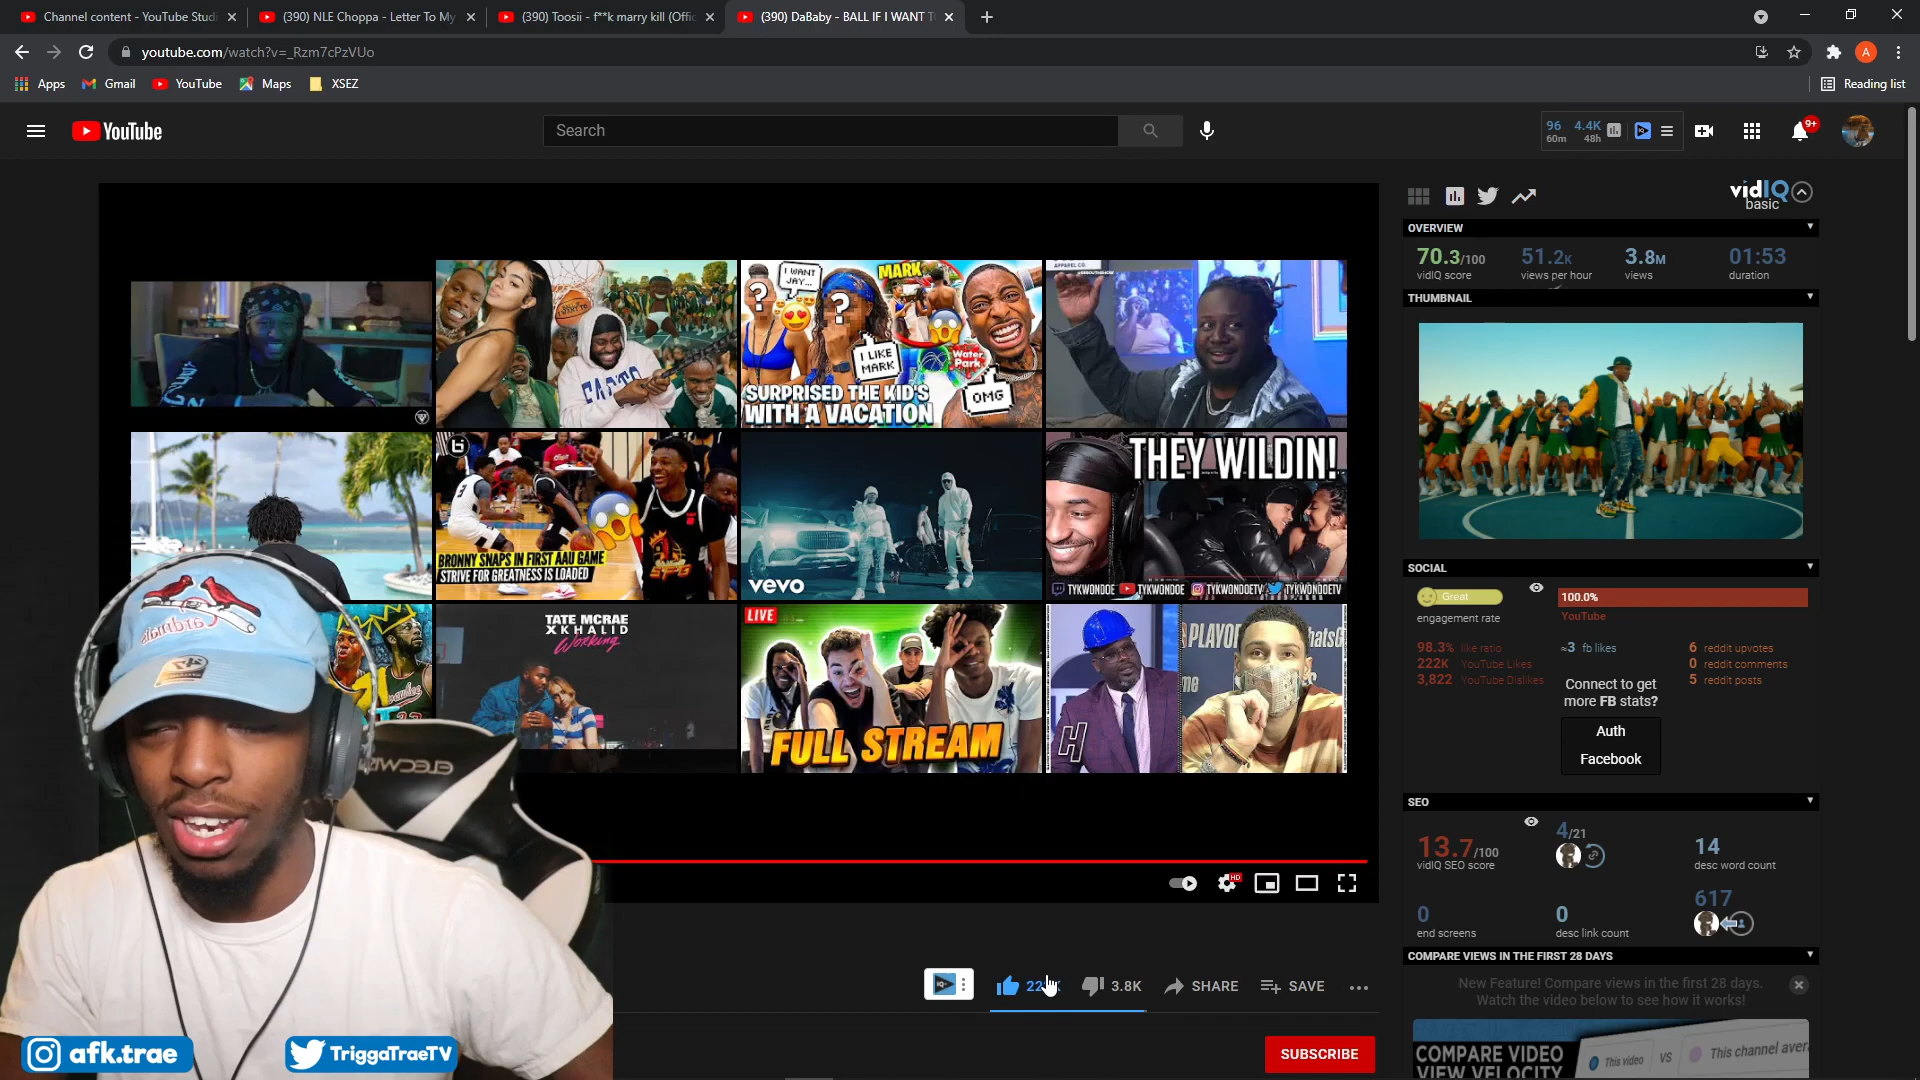 Channel content - YouTube Studi
(390) NLE Choppa - Letter To My
(390) Toosii - f**k marry kill (Offic
(390) DaBaby - BALL IF I WANT T
youtube.com/watch?v=_Rzm7cPzVUo
A
Apps
Gmail
YouTube
Maps
XSEZ
Reading list
YouTube
Search
96
60m
4.4K
48h
9+
vidIQ
basic
OVERVIEW
70.3/100
vidIQ score
51.2K
views per hour
3.8M
views
01:53
duration
THUMBNAIL
I WANT
JAY...
MARK
?
?
I LIKE
MARK
Water
Park
OMG
SURPRISED THE KID'S
WITH A VACATION
APPAREL CO.
BRONNY SNAPS IN FIRST AAU GAME
STRIVE FOR GREATNESS IS LOADED
vevo
THEY WILDIN!
TYKWONDOE
TYKWONDOE
TYKWONDOETV
TYKWONDOETV
TATE MCRAE
X KHALID
Working
LIVE
FULL STREAM
PLAYOF
hatsG
Cardinals
SOCIAL
Great
engagement rate
100.0%
YouTube
98.3% like ratio
222K YouTube Likes
3,822 YouTube Dislikes
≈3 fb likes
6 reddit upvotes
0 reddit comments
5 reddit posts
Connect to get
more FB stats?
Auth
Facebook
SEO
13.7/100
vidIQ SEO score
4/21
14
desc word count
0
end screens
0
desc link count
617
HD
3.8K
SHARE
SAVE
SUBSCRIBE
COMPARE VIEWS IN THE FIRST 28 DAYS
New Feature! Compare views in the first 28 days.
Watch the video below to see how it works!
COMPARE VIDEO
VIEW VELOCITY
This video
VS
This channel aver
afk.trae
TriggaTraeTV